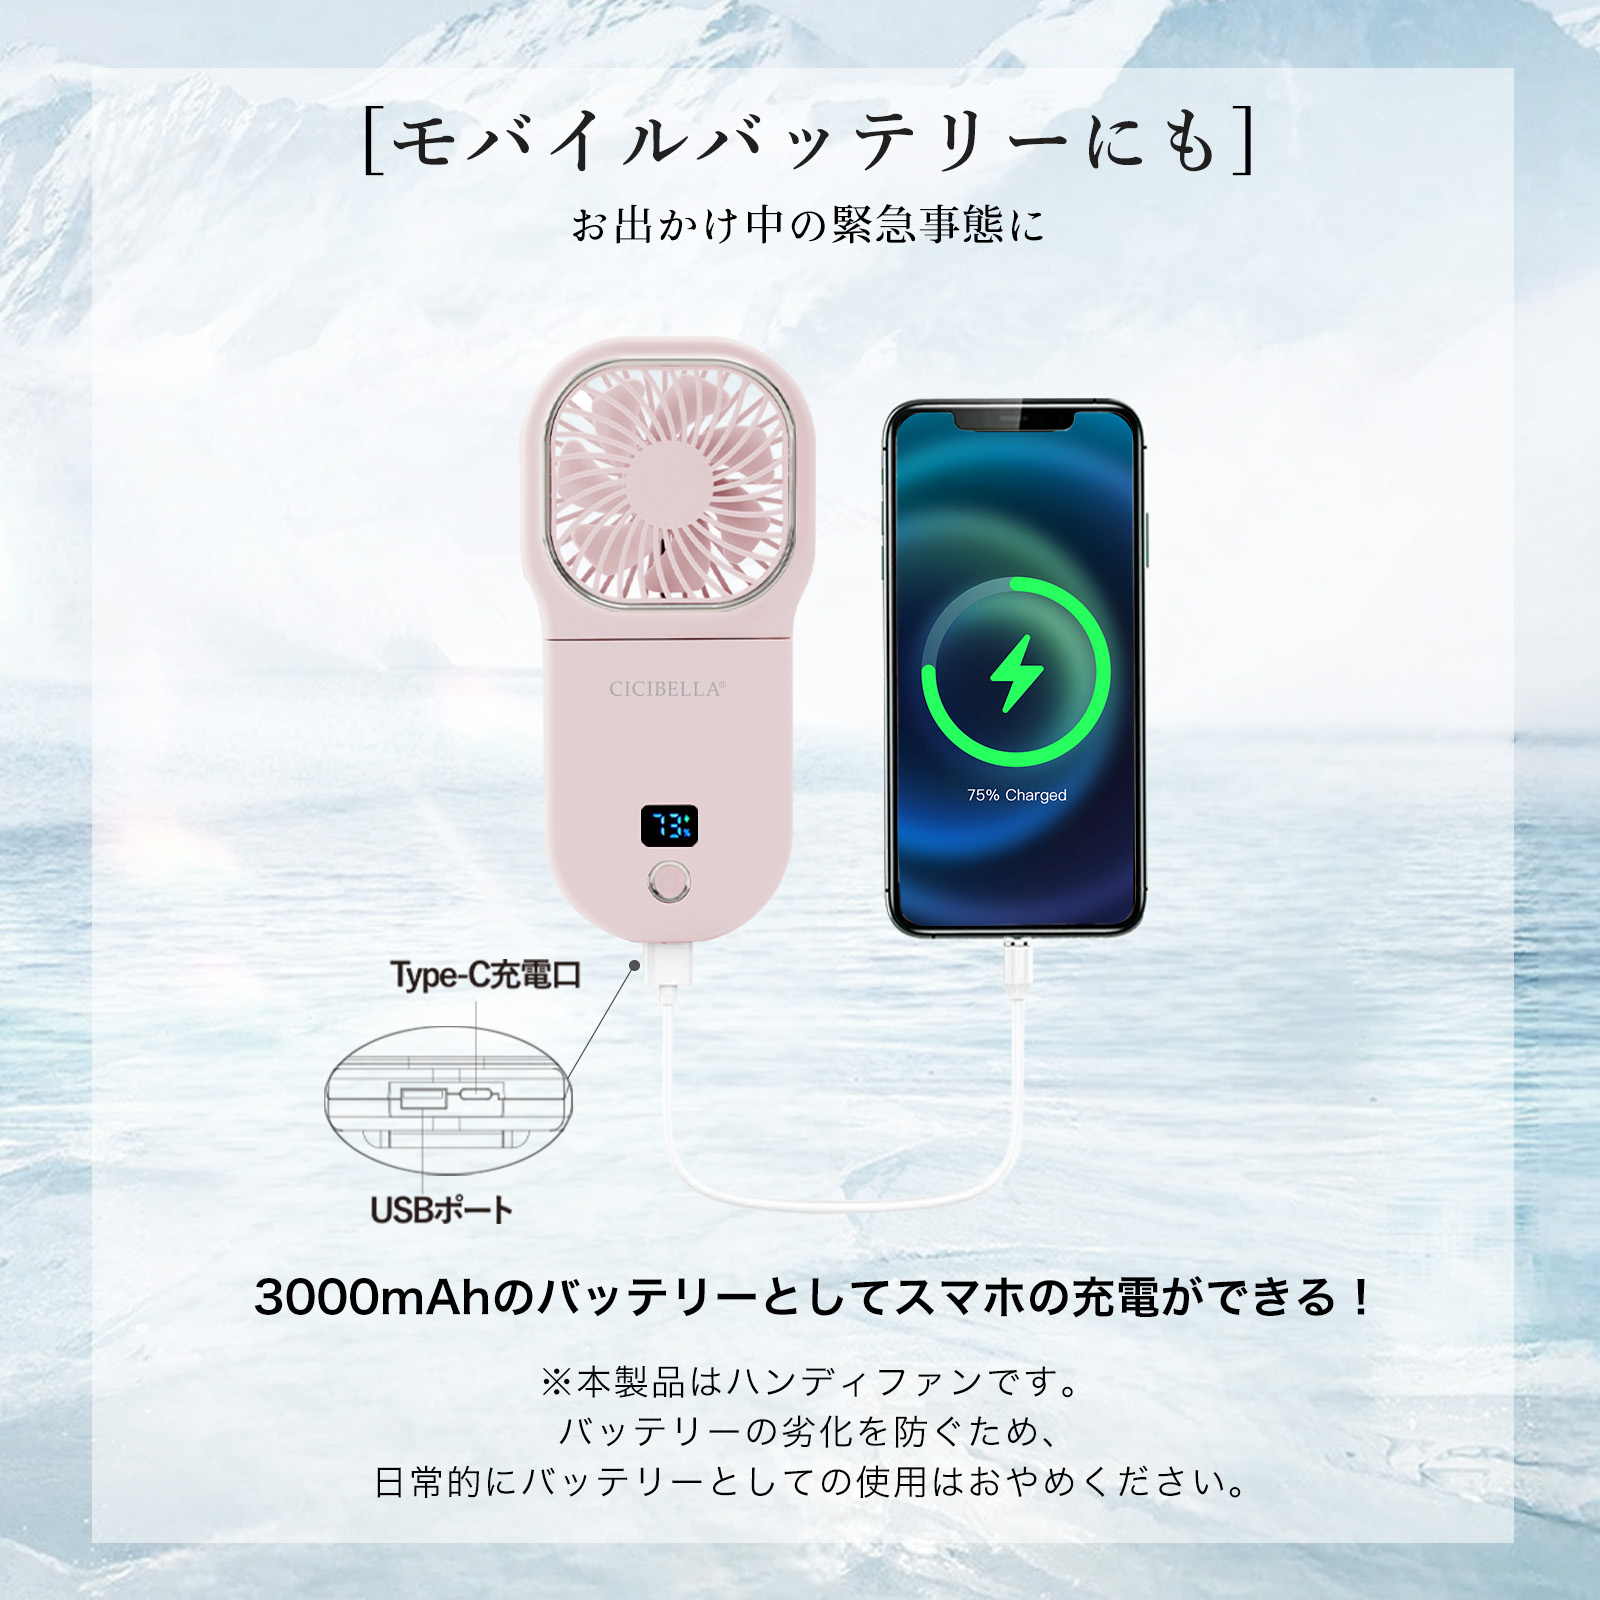 [モバイルバッテリーにも]
お出かけ中の緊急事態に
CICIBELLA®
73%
75% Charged
Type-C充電口
USBポート
3000mAhのバッテリーとしてスマホの充電ができる！
※本製品はハンディファンです。
バッテリーの劣化を防ぐため、
日常的にバッテリーとしての使用はおやめください。